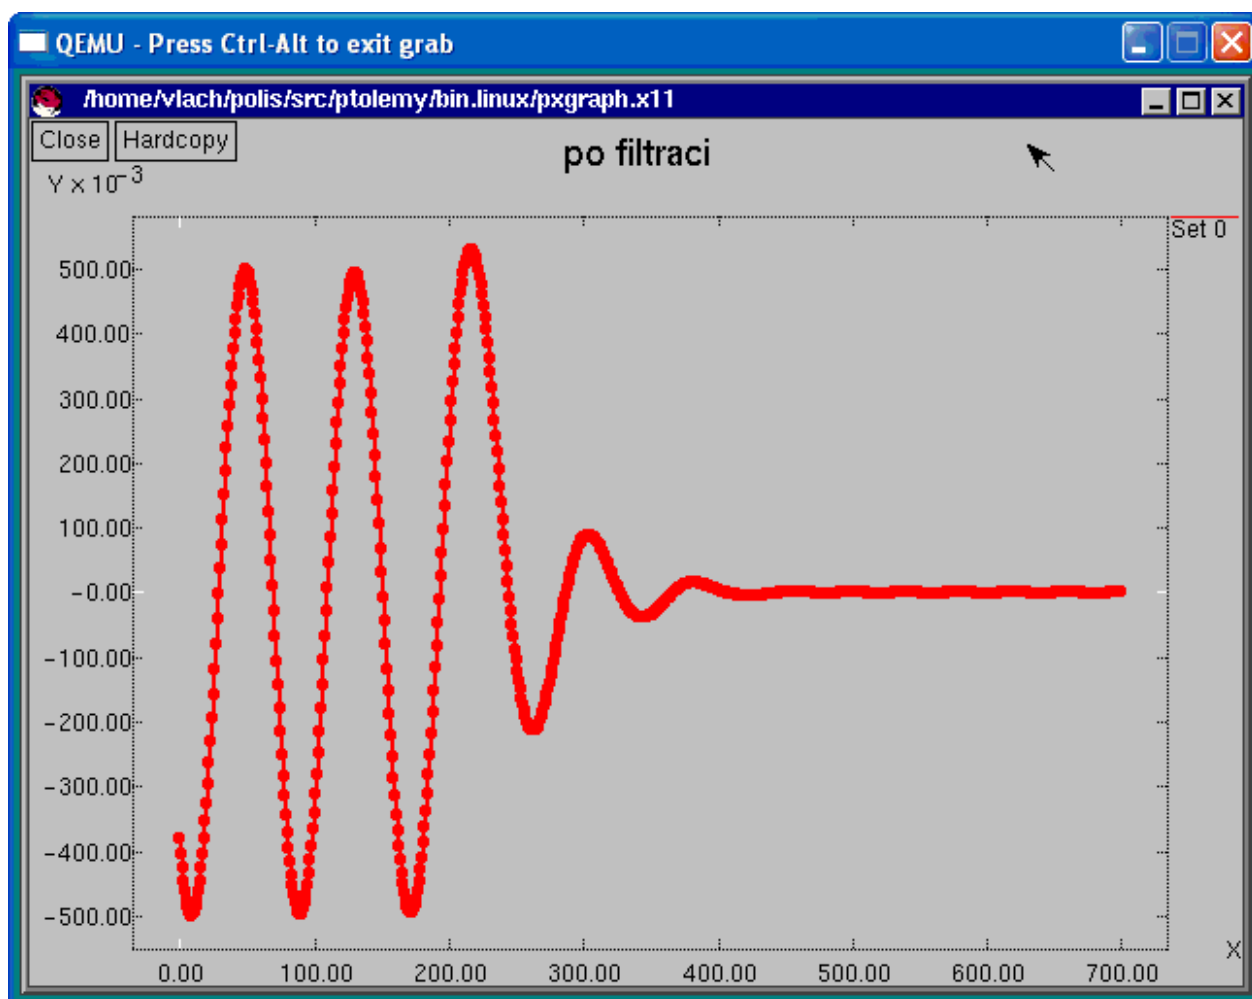 QEMU - Press Ctrl-Alt to exit grab
/home/vlach/polis/src/ptolemy/bin.linux/pxgraph.x11
Close Hardcopy
po filtraci
Y x 10-3
Set 0
500.00
400.00
300.00
200.00
100.00
-0.00
-100.00
-200.00
-300.00
-400.00
-500.00
X
0.00 100.00 200.00 300.00 400.00 500.00 600.00 700.00